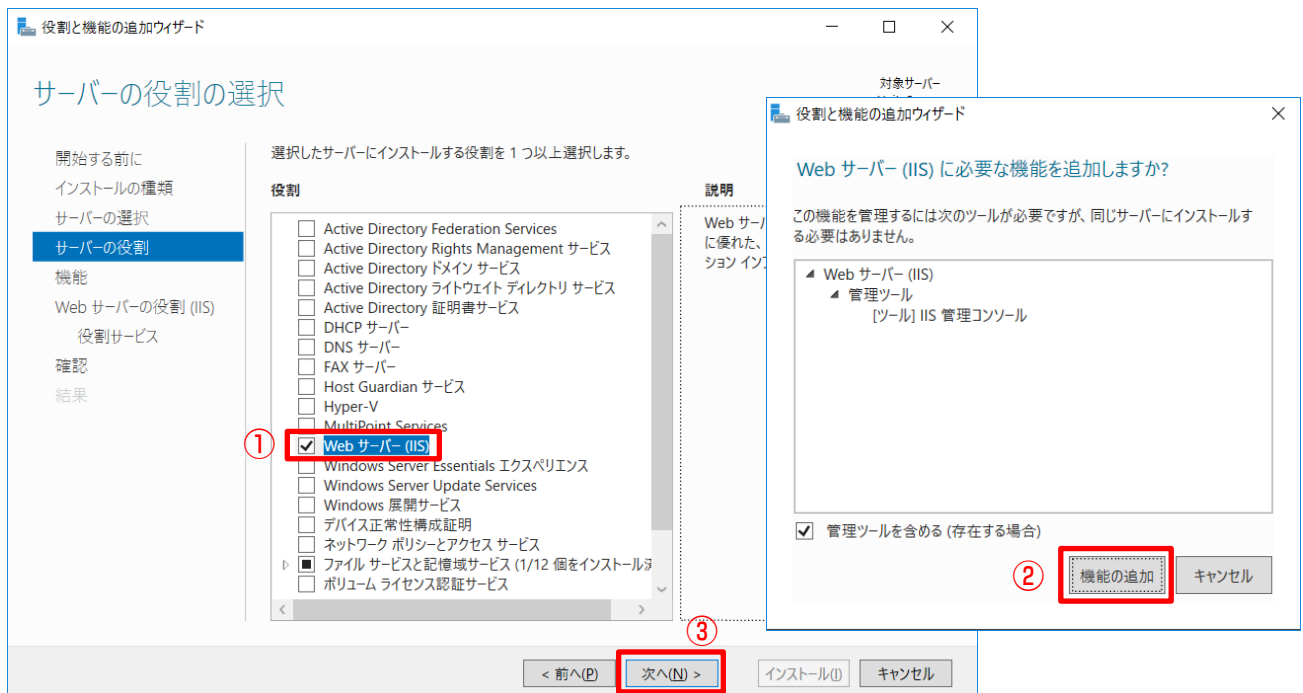 役割と機能の追加ウィザード
サーバーの役割の選択
対象サーバー
開始する前に
インストールの種類
サーバーの選択
サーバーの役割
機能
Web サーバーの役割 (IIS)
役割サービス
確認
結果
選択したサーバーにインストールする役割を 1 つ以上選択します。
役割
Active Directory Federation Services
Active Directory Rights Management サービス
Active Directory ドメイン サービス
Active Directory ライトウェイト ディレクトリ サービス
Active Directory 証明書サービス
DHCP サーバー
DNS サーバー
FAX サーバー
Host Guardian サービス
Hyper-V
MultiPoint Services
① Web サーバー (IIS)
Windows Server Essentials エクスペリエンス
Windows Server Update Services
Windows 展開サービス
デバイス正常性構成証明
ネットワーク ポリシーとアクセス サービス
ファイル サービスと記憶域サービス (1/12 個をインストール済
ボリューム ライセンス認証サービス
説明
Web サーバ
に優れた、
ション イン
③
< 前へ(P) 次へ(N) > インストール(I) キャンセル
役割と機能の追加ウィザード
Web サーバー (IIS) に必要な機能を追加しますか?
この機能を管理するには次のツールが必要ですが、同じサーバーにインストールす
る必要はありません。
Web サーバー (IIS)
管理ツール
[ツール] IIS 管理コンソール
管理ツールを含める (存在する場合)
② 機能の追加 キャンセル